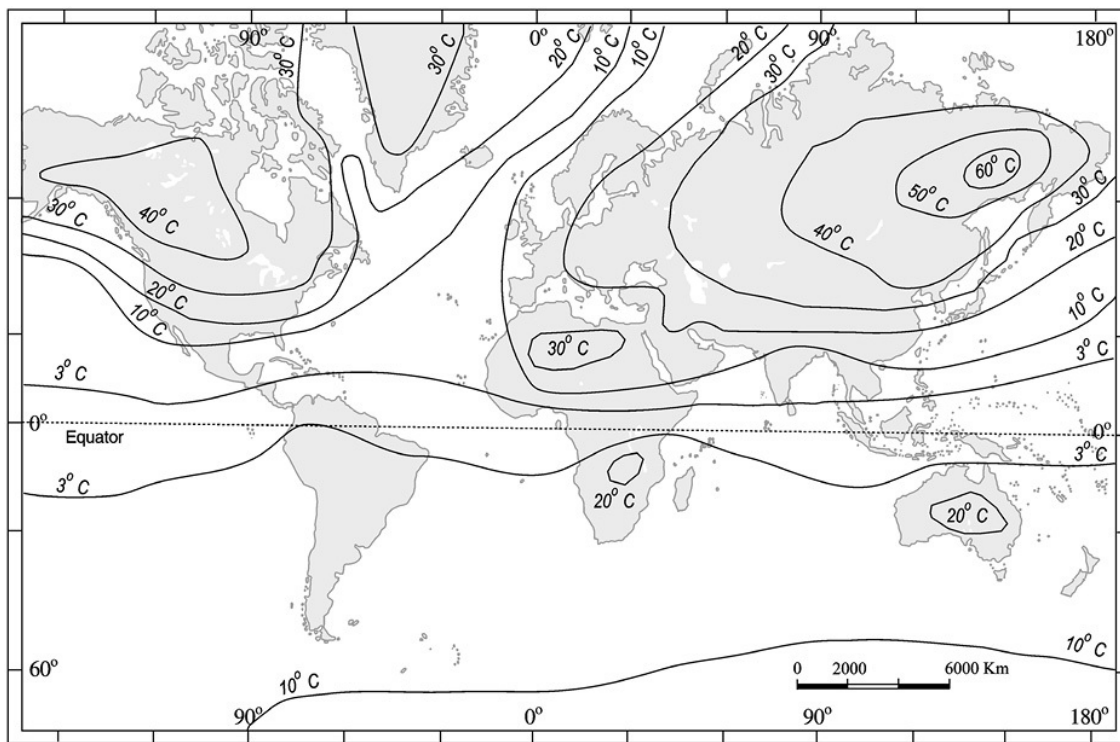 90° 0° 90° 180°
30° C 30° C 20° C 10° C 10° C 20° C 30° C
60° C
50° C
40° C 40° C 30° C
30° C 20° C
20° C
10° C 10° C
30° C 3° C
3° C
0° 0°
Equator
3° C 3° C
20° C 20° C
10° C
60° 0 2000 6000 Km
10° C
90° 0° 90° 180°